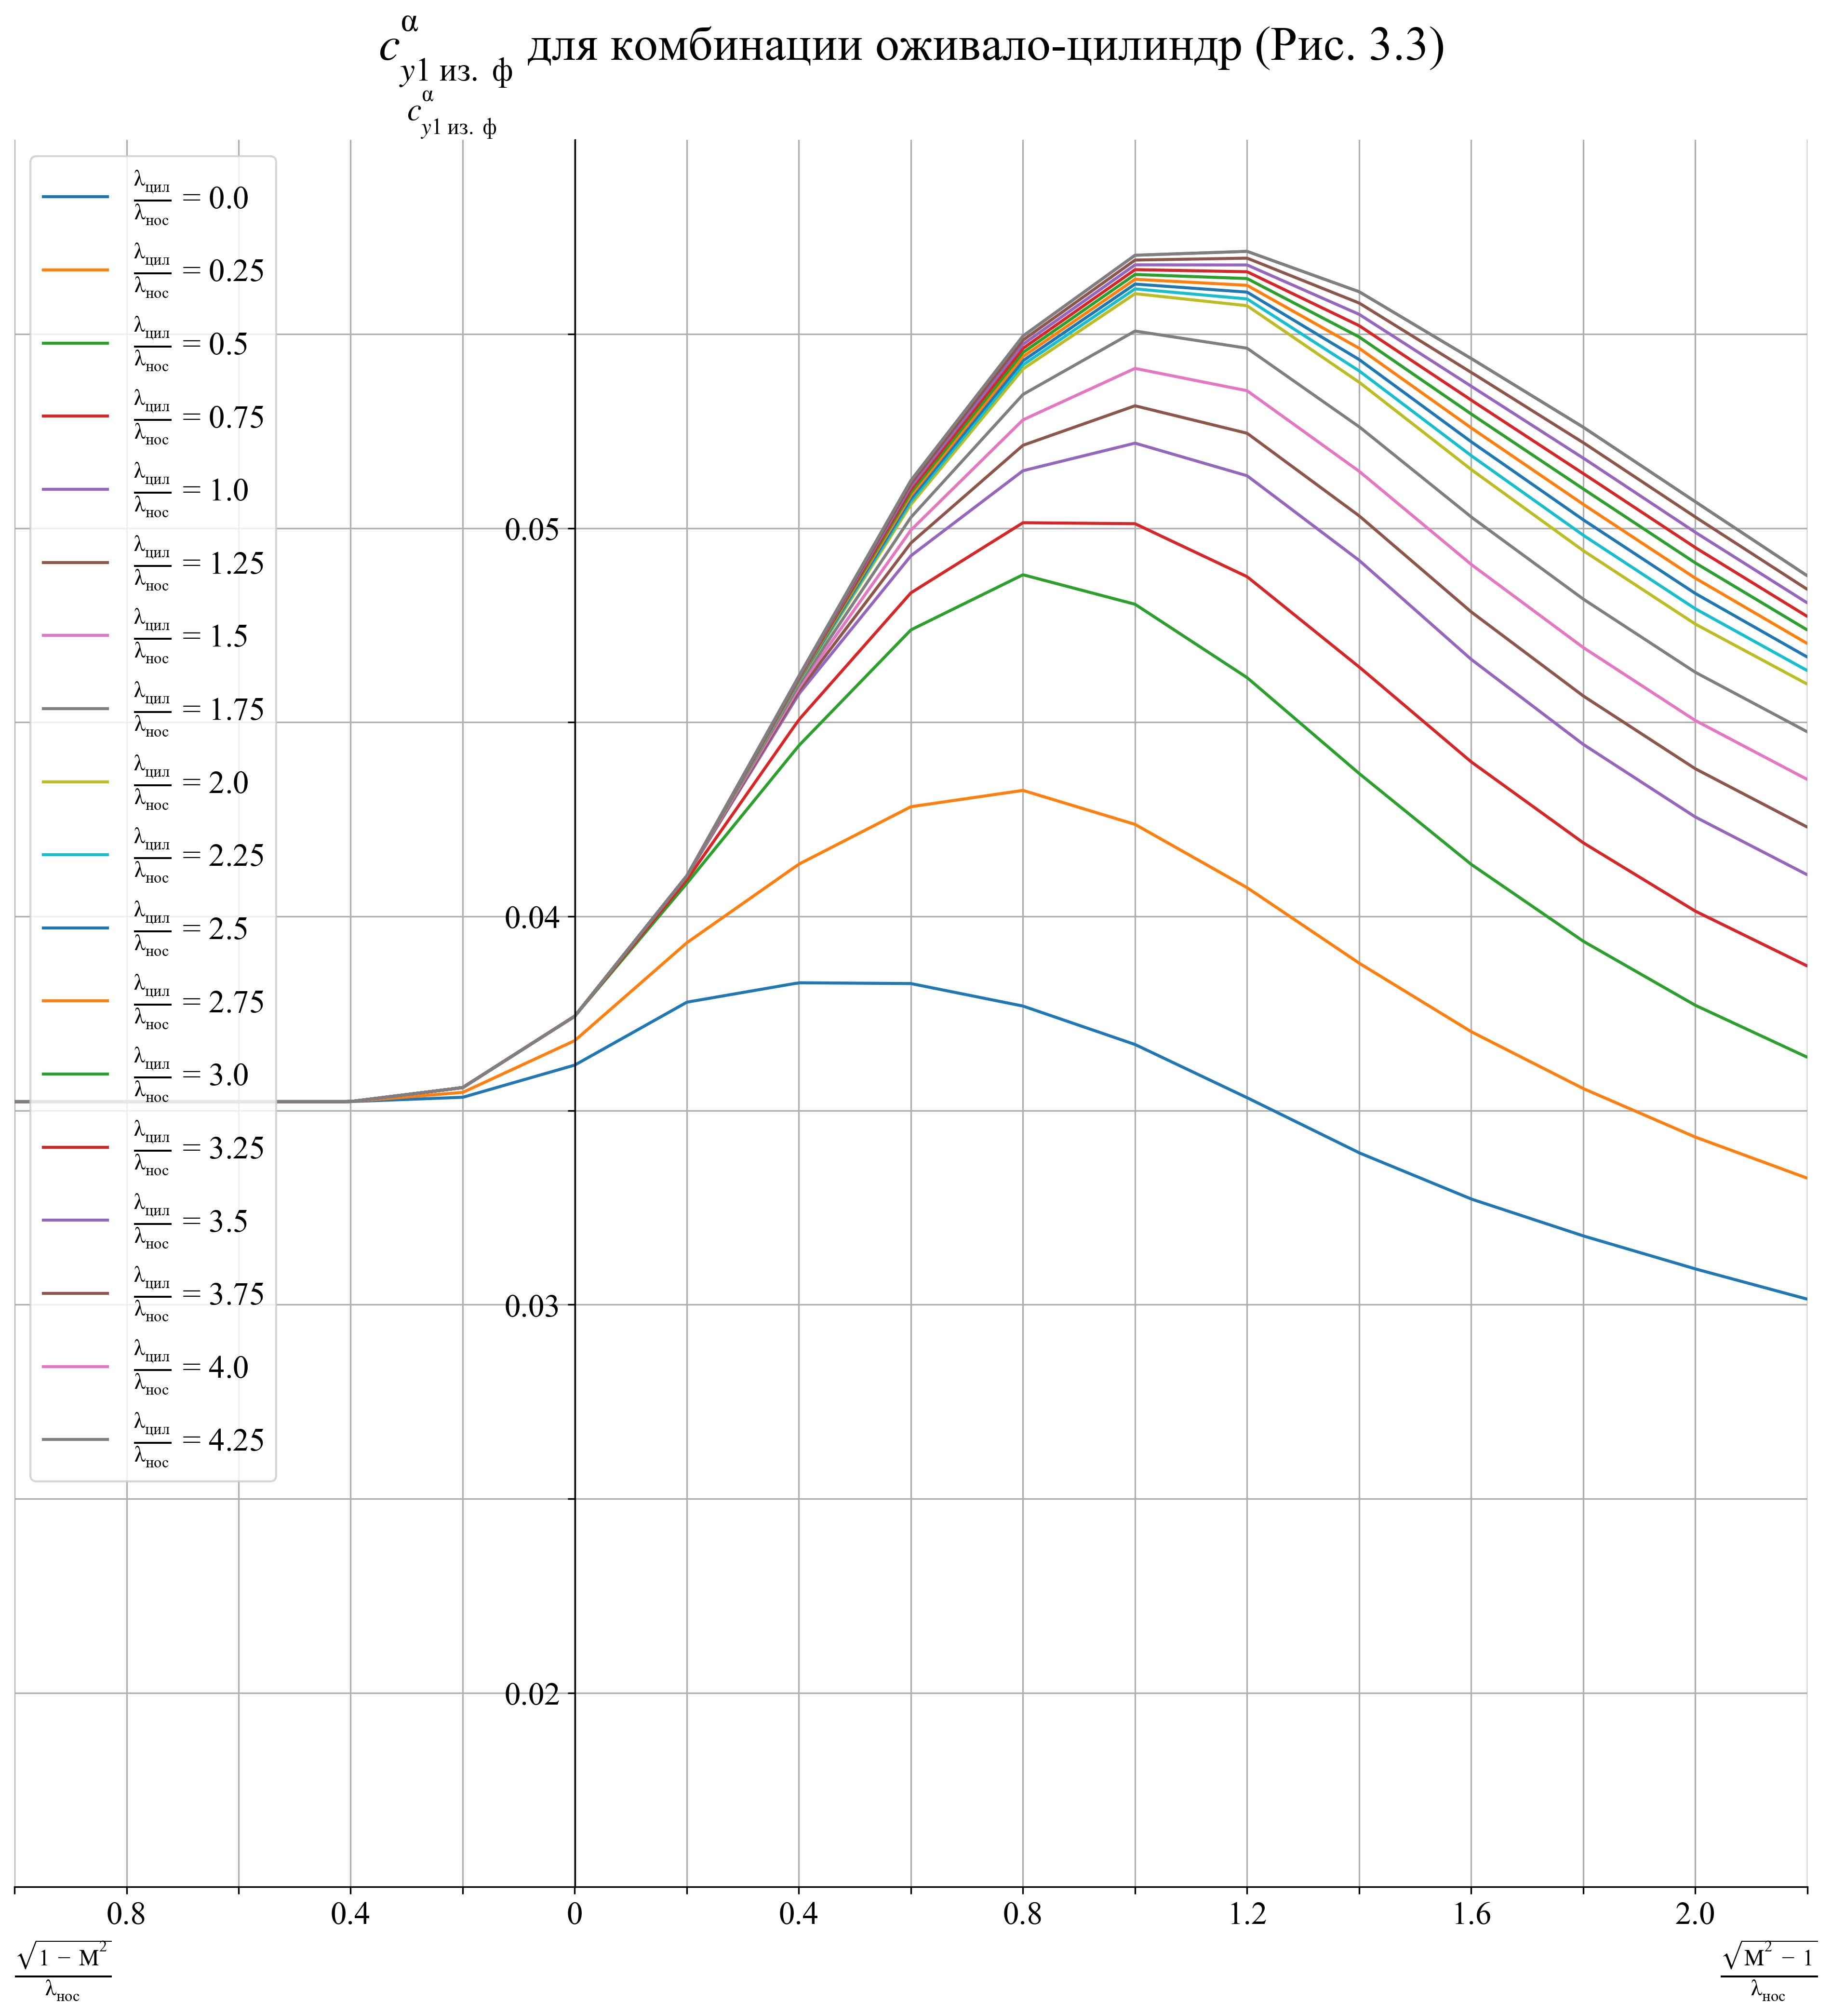 c^α_y1 из. ф для комбинации оживало-цилиндр (Рис. 3.3)
c^α_y1 из. ф
λцил/λнос = 0.0
λцил/λнос = 0.25
λцил/λнос = 0.5
λцил/λнос = 0.75
λцил/λнос = 1.0
λцил/λнос = 1.25
λцил/λнос = 1.5
λцил/λнос = 1.75
λцил/λнос = 2.0
λцил/λнос = 2.25
λцил/λнос = 2.5
λцил/λнос = 2.75
λцил/λнос = 3.0
λцил/λнос = 3.25
λцил/λнос = 3.5
λцил/λнос = 3.75
λцил/λнос = 4.0
λцил/λнос = 4.25
0.05
0.04
0.03
0.02
0.8 0.4 0 0.4 0.8 1.2 1.6 2.0
√(1 − M²)/λнос √(M² − 1)/λнос